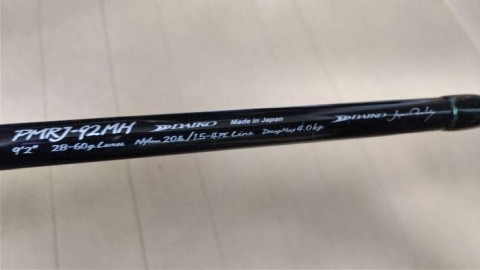 PMRJ-92MH DAIKO Made in Japan DAIKO
9'2" 28-60g Lures Nylon 20lb/1.5-4PE Line DragMax 4.0kg